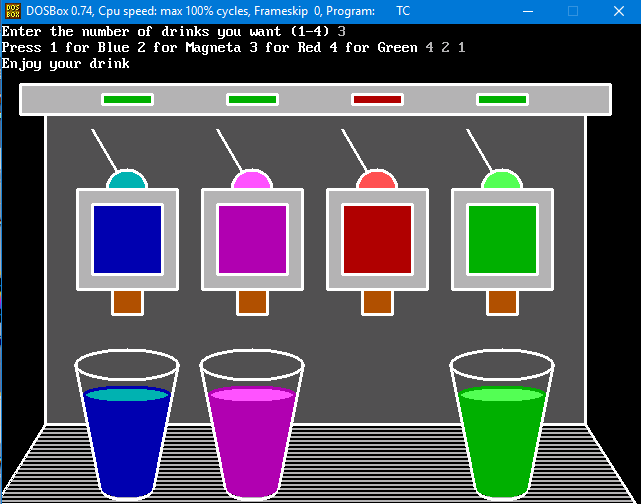 DOS BOX
DOSBox 0.74, Cpu speed: max 100% cycles, Frameskip 0, Program: TC
Enter the number of drinks you want (1-4) 3
Press 1 for Blue 2 for Magneta 3 for Red 4 for Green 4 2 1
Enjoy your drink